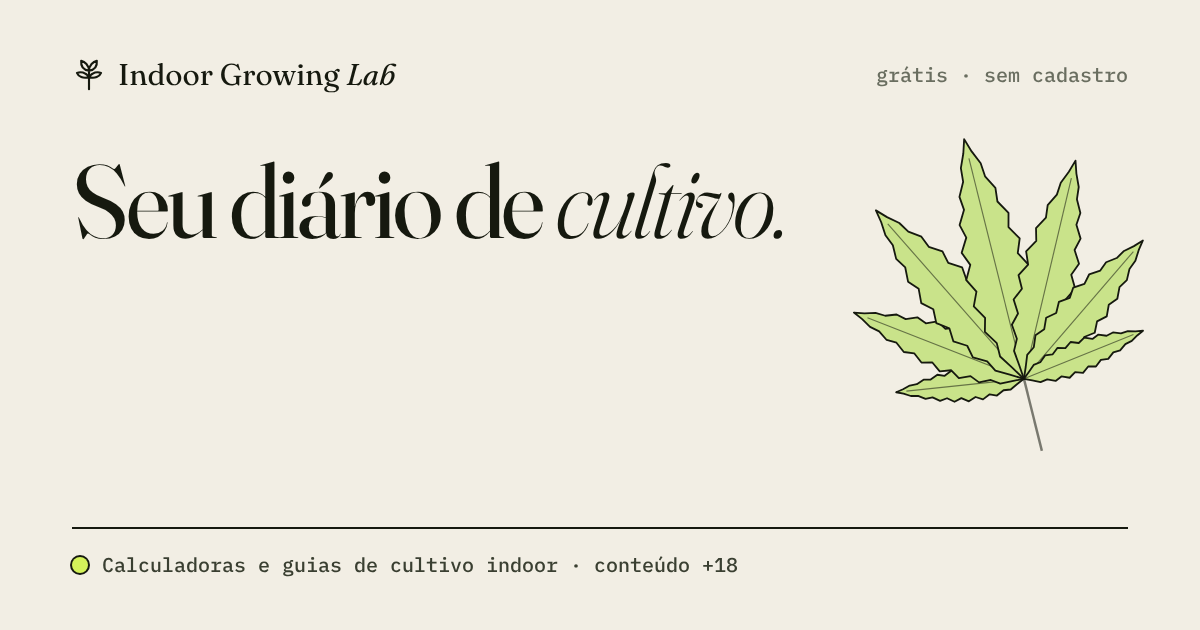 Indoor Growing Lab
grátis · sem cadastro
Seu diário de cultivo.
Calculadoras e guias de cultivo indoor · conteúdo +18